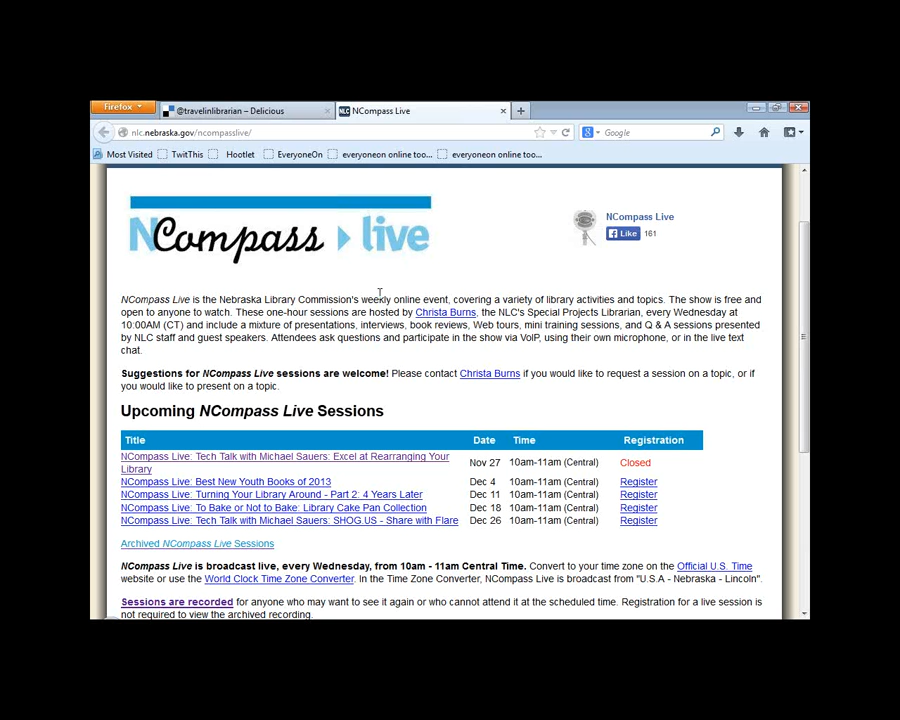 Firefox
@travelinlibrarian – Delicious
NCompass Live
nlc.nebraska.gov/ncompasslive/
Google
Most Visited TwitThis Hootlet EveryoneOn everyoneon online too... everyoneon online too...
NCompass live
NCompass Live
Like 161
NCompass Live is the Nebraska Library Commission's weekly online event, covering a variety of library activities and topics. The show is free and
open to anyone to watch. These one-hour sessions are hosted by Christa Burns, the NLC's Special Projects Librarian, every Wednesday at
10:00AM (CT) and include a mixture of presentations, interviews, book reviews, Web tours, mini training sessions, and Q & A sessions presented
by NLC staff and guest speakers. Attendees ask questions and participate in the show via VoIP, using their own microphone, or in the live text
chat.
Suggestions for NCompass Live sessions are welcome! Please contact Christa Burns if you would like to request a session on a topic, or if
you would like to present on a topic.
Upcoming NCompass Live Sessions
Title Date Time Registration
NCompass Live: Tech Talk with Michael Sauers: Excel at Rearranging Your
Library Nov 27 10am-11am (Central) Closed
NCompass Live: Best New Youth Books of 2013 Dec 4 10am-11am (Central) Register
NCompass Live: Turning Your Library Around - Part 2: 4 Years Later Dec 11 10am-11am (Central) Register
NCompass Live: To Bake or Not to Bake: Library Cake Pan Collection Dec 18 10am-11am (Central) Register
NCompass Live: Tech Talk with Michael Sauers: SHOG.US - Share with Flare Dec 26 10am-11am (Central) Register
Archived NCompass Live Sessions
NCompass Live is broadcast live, every Wednesday, from 10am - 11am Central Time. Convert to your time zone on the Official U.S. Time
website or use the World Clock Time Zone Converter. In the Time Zone Converter, NCompass Live is broadcast from "U.S.A - Nebraska - Lincoln".
Sessions are recorded for anyone who may want to see it again or who cannot attend it at the scheduled time. Registration for a live session is
not required to view the archived recording.